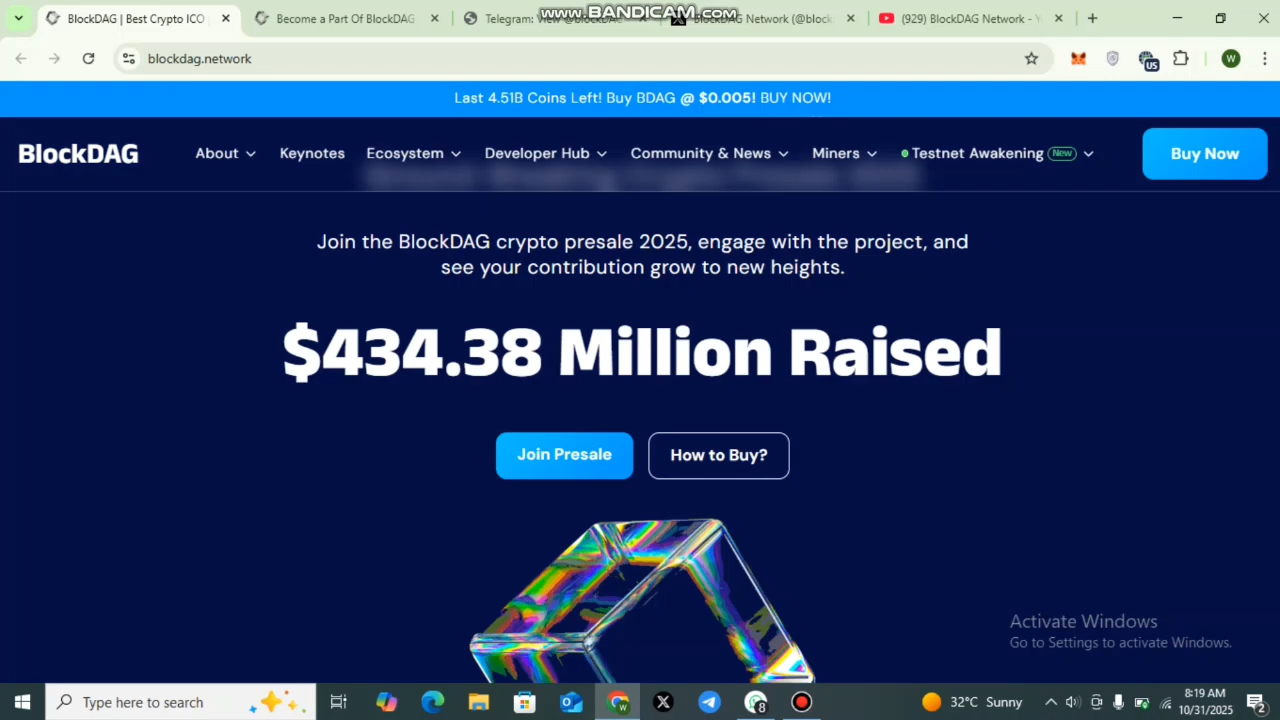 www.BANDICAM.com
BlockDAG | Best Crypto ICO
Become a Part Of BlockDAG
Telegram: View @
BlockDAG Network (@block
(929) BlockDAG Network - Y
blockdag.network
US
W
Last 4.51B Coins Left! Buy BDAG @ $0.005! BUY NOW!
BlockDAG
About
Keynotes
Ecosystem
Developer Hub
Community & News
Miners
Testnet Awakening New
Buy Now
Join the BlockDAG crypto presale 2025, engage with the project, and
see your contribution grow to new heights.
$434.38 Million Raised
Join Presale
How to Buy?
Activate Windows
Go to Settings to activate Windows.
Type here to search
W
8
32°C Sunny
8:19 AM
10/31/2025
2